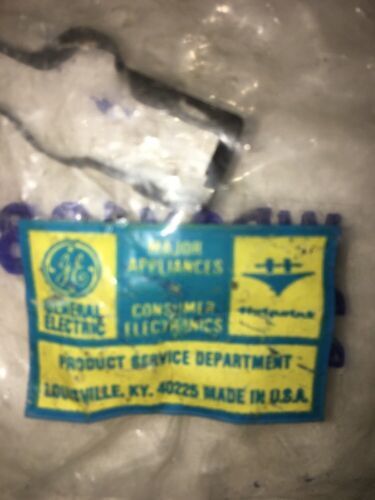 GE
GENERAL
ELECTRIC
MAJOR
APPLIANCES
CONSUMER
ELECTRONICS
Hotpoint
PRODUCT SERVICE DEPARTMENT
LOUISVILLE, KY. 40225 MADE IN U.S.A.